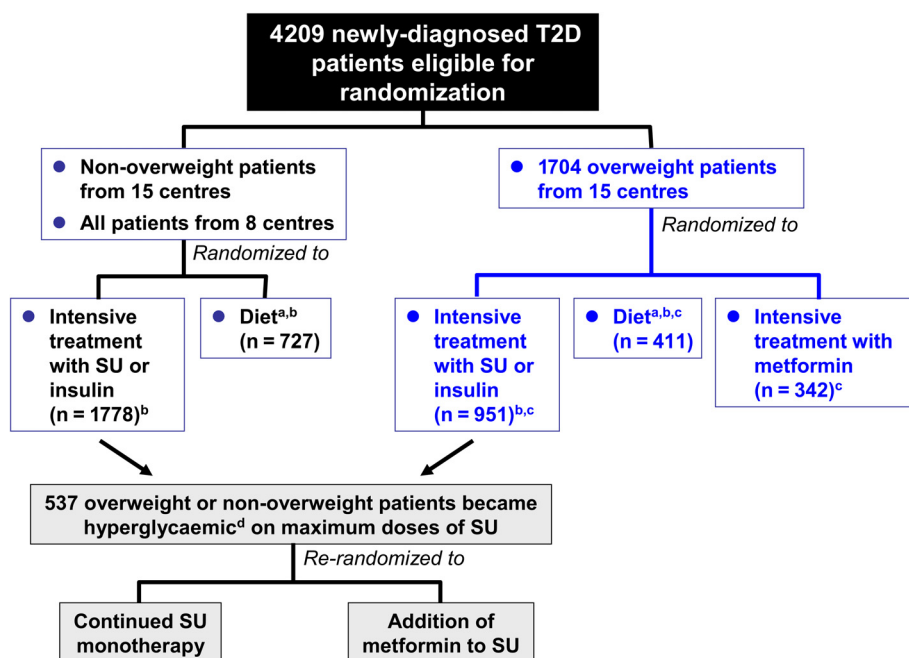 4209 newly-diagnosed T2D
patients eligible for
randomization
● Non-overweight patients
from 15 centres
● All patients from 8 centres
● 1704 overweight patients
from 15 centres
Randomized to
Randomized to
● Intensive
treatment
with SU or
insulin
(n = 1778)ᵇ
● Dietᵃ,ᵇ
(n = 727)
● Intensive
treatment
with SU or
insulin
(n = 951)ᵇ,ᶜ
● Dietᵃ,ᵇ,ᶜ
(n = 411)
● Intensive
treatment with
metformin
(n = 342)ᶜ
537 overweight or non-overweight patients became
hyperglycaemicᵈ on maximum doses of SU
Re-randomized to
Continued SU
monotherapy
Addition of
metformin to SU